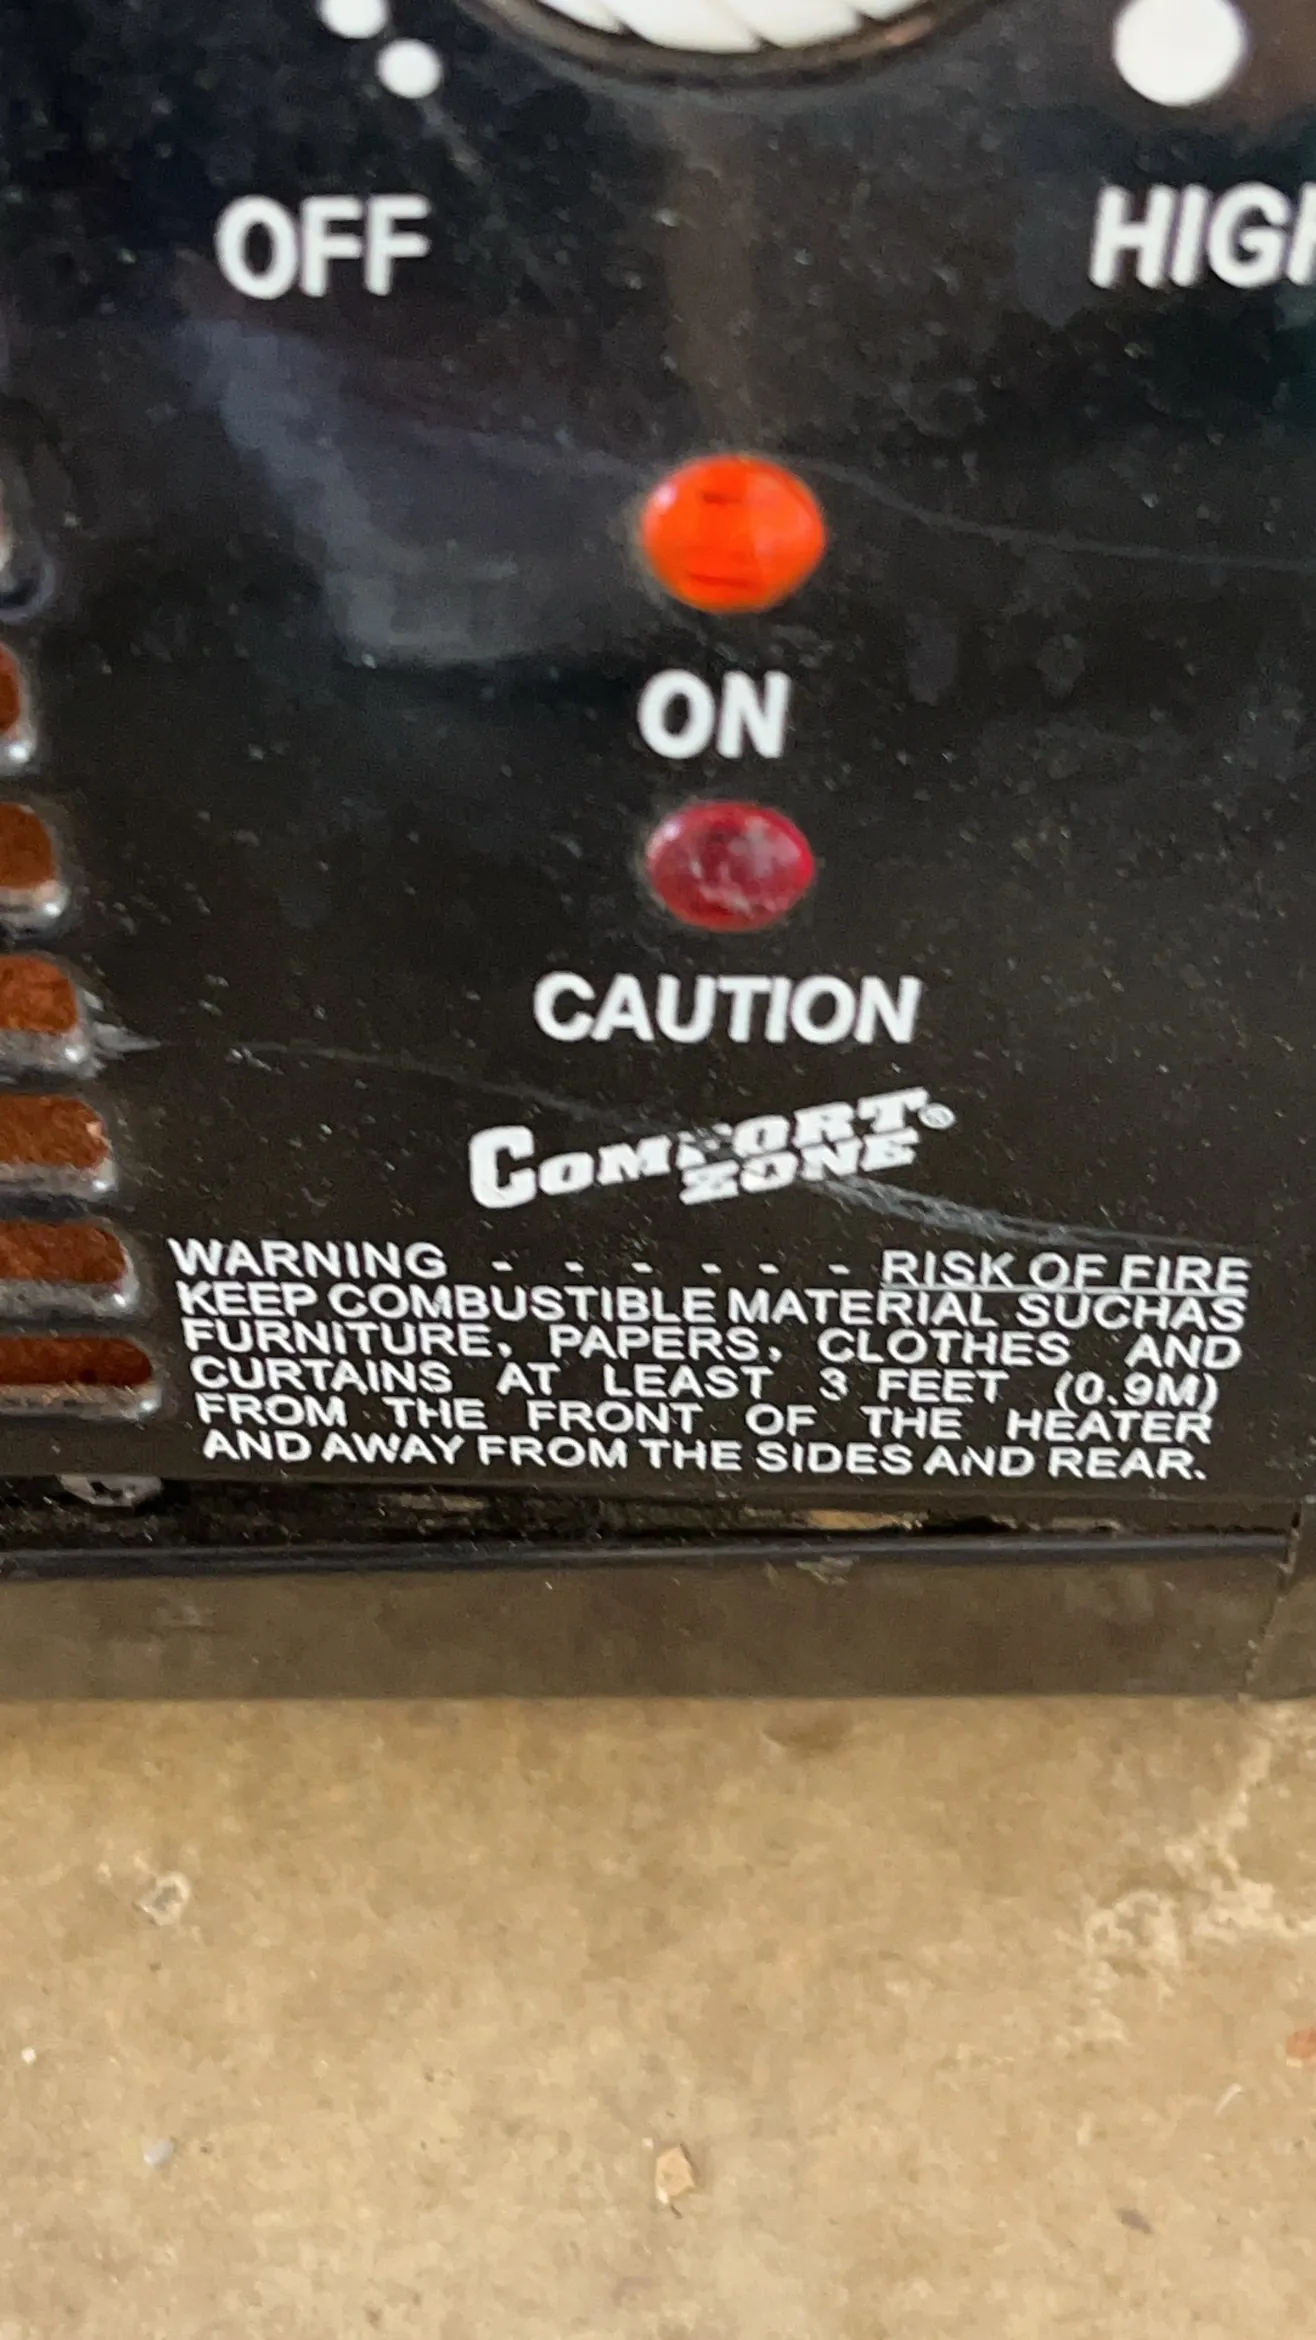 OFF HIGH
ON
CAUTION
COMFORT ZONE®
WARNING - - - - - - RISK OF FIRE
KEEP COMBUSTIBLE MATERIAL SUCHAS
FURNITURE, PAPERS, CLOTHES AND
CURTAINS AT LEAST 3 FEET (0.9M)
FROM THE FRONT OF THE HEATER
AND AWAY FROM THE SIDES AND REAR.